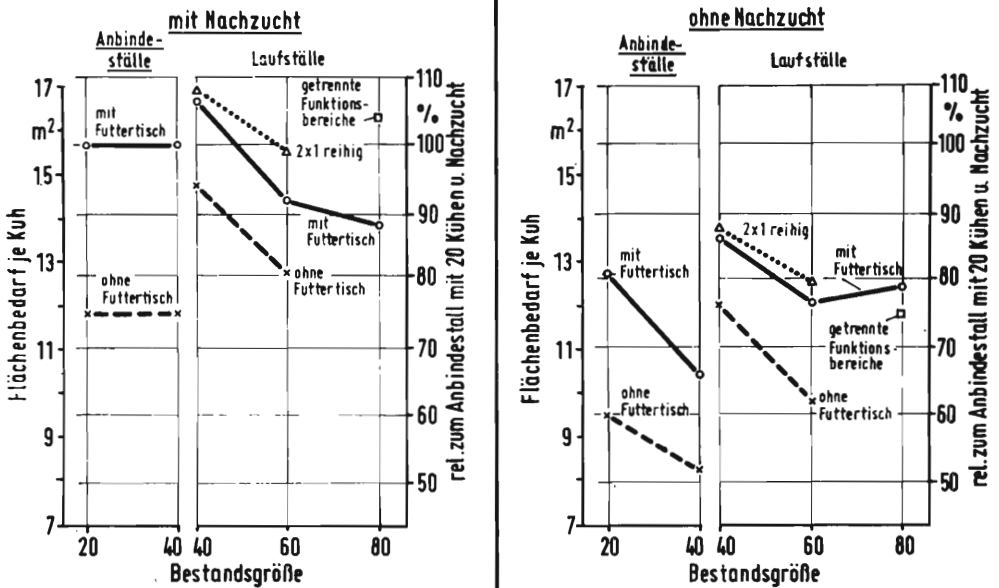 mit Nachzucht
Anbinde-
ställe
Laufställe
17
m²
15
13
11
9
7
Flächenbedarf je Kuh
mit
Futtertisch
ohne
Futtertisch
getrennte
Funktions-
bereiche
2x1 reihig
mit
Futtertisch
ohne
Futtertisch
110
%
100
90
80
70
60
50
rel. zum Anbindestall mit 20 Kühen u. Nachzucht
20
40
40
60
80
Bestandsgröße
ohne Nachzucht
Anbinde-
ställe
Laufställe
17
m²
15
13
11
9
7
Flächenbedarf je Kuh
mit
Futtertisch
ohne
Futtertisch
2x1 reihig
mit
Futtertisch
getrennte
Funktions-
bereiche
ohne
Futtertisch
110
%
100
90
80
70
60
50
rel. zum Anbindestall mit 20 Kühen u. Nachzucht
20
40
40
60
80
Bestandsgröße